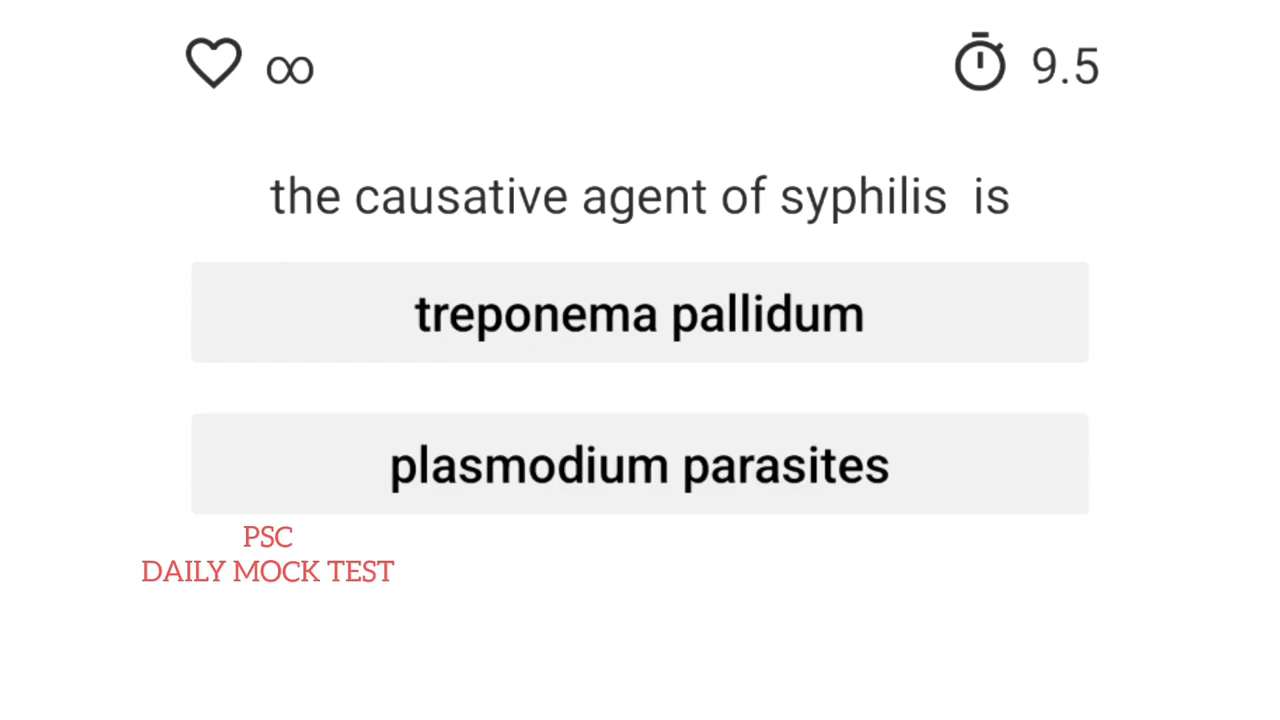 ∞ 9.5
the causative agent of syphilis is
treponema pallidum
plasmodium parasites
PSC
DAILY MOCK TEST